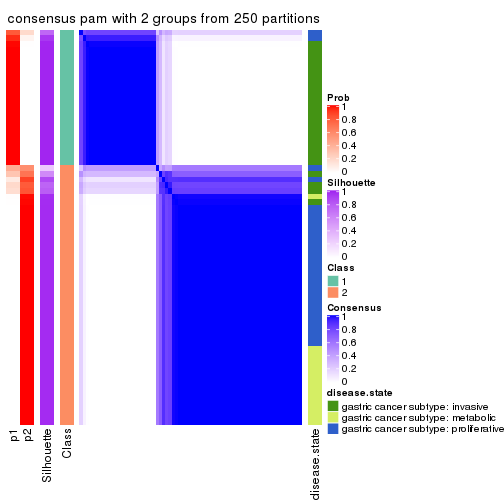 consensus pam with 2 groups from 250 partitions
Prob
1
0.8
0.6
0.4
0.2
0
Silhouette
1
0.8
0.6
0.4
0.2
0
Class
1
2
Consensus
1
0.8
0.6
0.4
0.2
0
disease.state
gastric cancer subtype: invasive
gastric cancer subtype: metabolic
gastric cancer subtype: proliferative
p1
p2
Silhouette
Class
disease.state